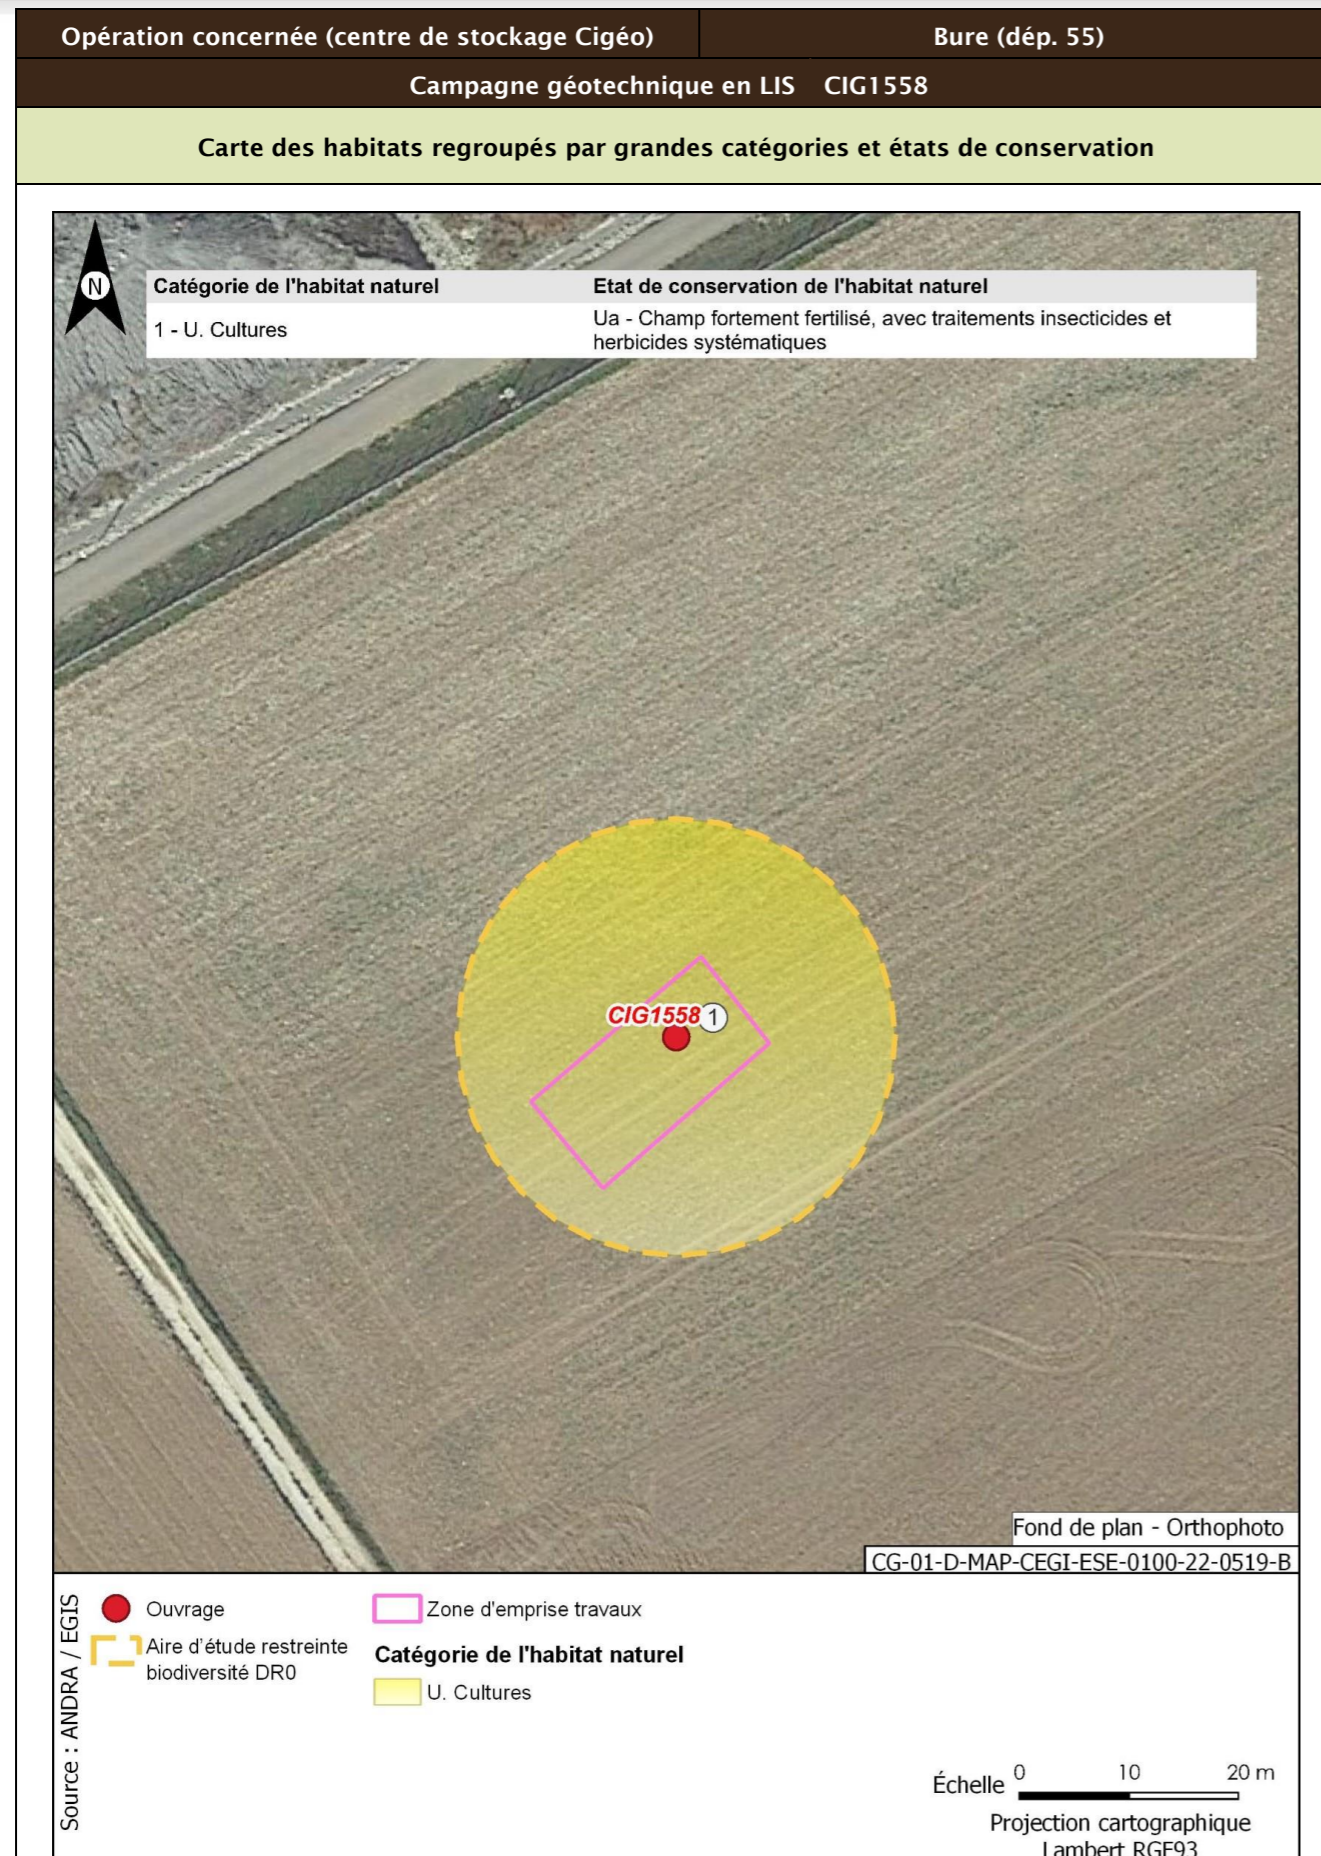 Opération concernée (centre de stockage Cigéo) Bure (dép. 55)
Campagne géotechnique en LIS CIG1558
Carte des habitats regroupés par grandes catégories et états de conservation
N
Catégorie de l'habitat naturel Etat de conservation de l'habitat naturel
1 - U. Cultures Ua - Champ fortement fertilisé, avec traitements insecticides et
herbicides systématiques
CIG1558 1
Fond de plan - Orthophoto
CG-01-D-MAP-CEGI-ESE-0100-22-0519-B
Source : ANDRA / EGIS
Ouvrage
Aire d'étude restreinte
biodiversité DR0
Zone d'emprise travaux
Catégorie de l'habitat naturel
U. Cultures
Échelle 0 10 20 m
Projection cartographique
Lambert RGF93